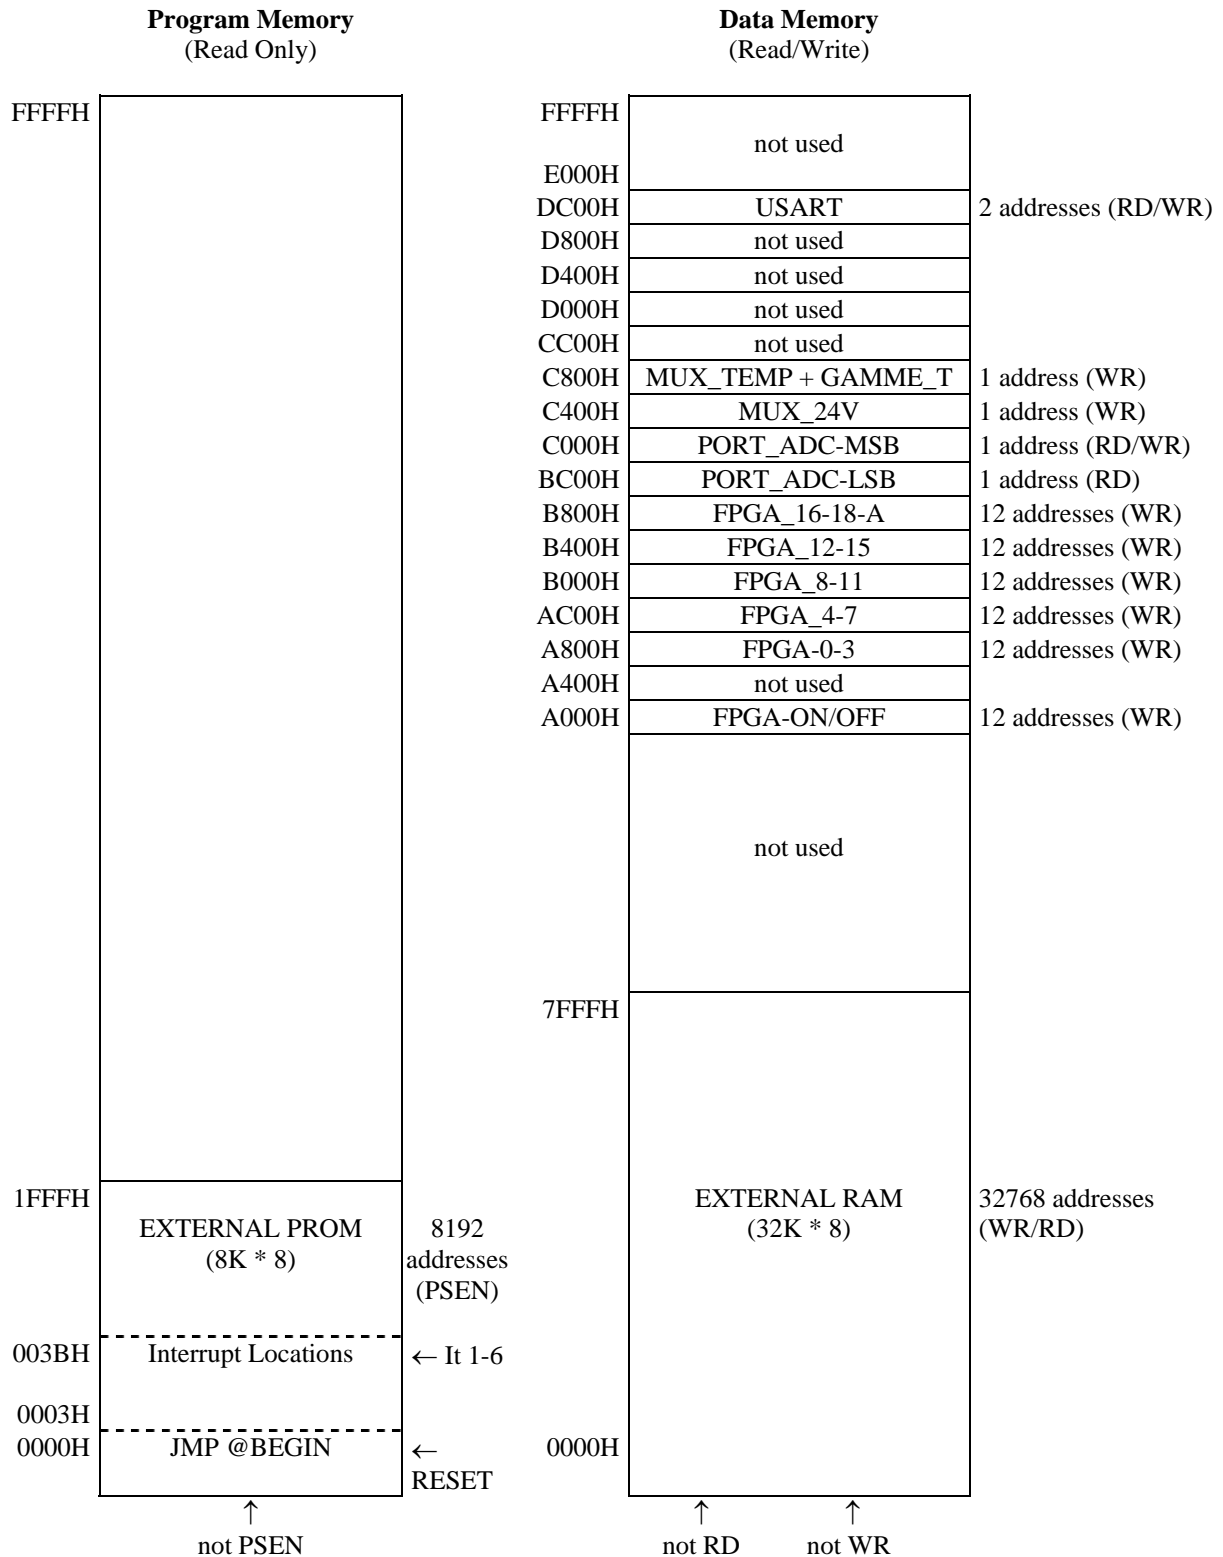 Program Memory
(Read Only)
FFFFH
1FFFH
EXTERNAL PROM
(8K * 8)
8192
addresses
(PSEN)
003BH
Interrupt Locations
← It 1-6
0003H
0000H
JMP @BEGIN
←
RESET
↑
not PSEN
Data Memory
(Read/Write)
FFFFH
not used
E000H
DC00H USART 2 addresses (RD/WR)
D800H not used
D400H not used
D000H not used
CC00H not used
C800H MUX_TEMP + GAMME_T 1 address (WR)
C400H MUX_24V 1 address (WR)
C000H PORT_ADC-MSB 1 address (RD/WR)
BC00H PORT_ADC-LSB 1 address (RD)
B800H FPGA_16-18-A 12 addresses (WR)
B400H FPGA_12-15 12 addresses (WR)
B000H FPGA_8-11 12 addresses (WR)
AC00H FPGA_4-7 12 addresses (WR)
A800H FPGA-0-3 12 addresses (WR)
A400H not used
A000H FPGA-ON/OFF 12 addresses (WR)
not used
7FFFH
EXTERNAL RAM
(32K * 8)
32768 addresses
(WR/RD)
0000H
↑ ↑
not RD not WR